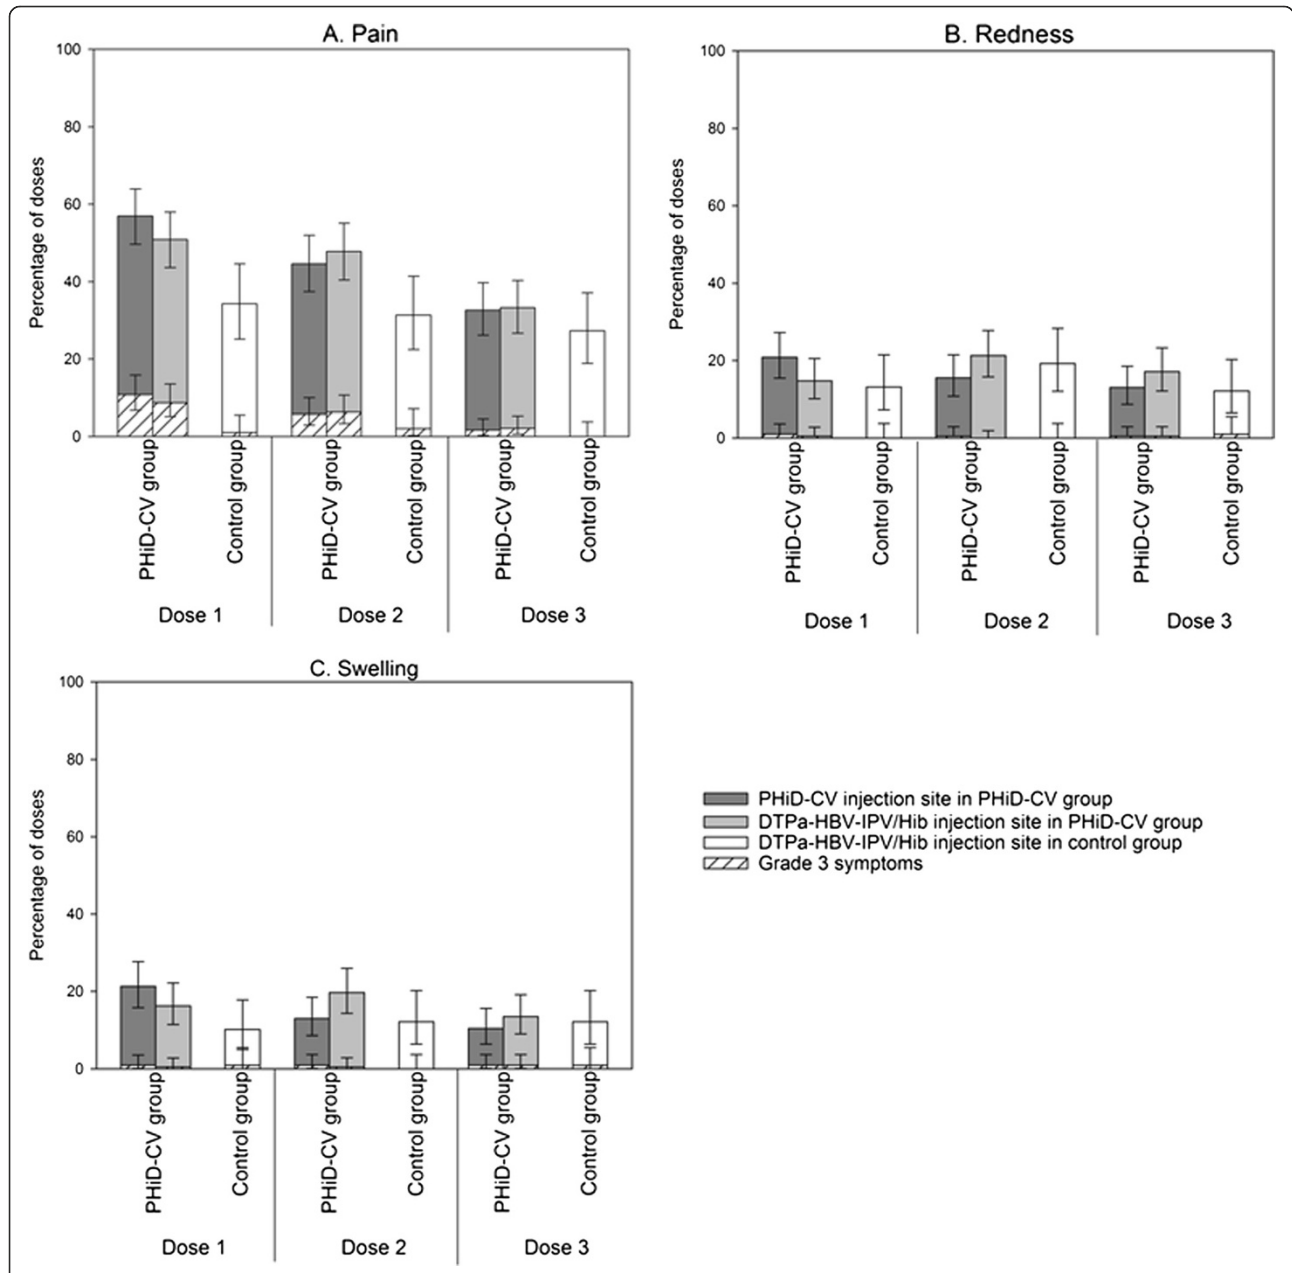 A. Pain
100
80
60
40
20
0
Percentage of doses
PHiD-CV group
Control group
PHiD-CV group
Control group
PHiD-CV group
Control group
Dose 1
Dose 2
Dose 3
B. Redness
100
80
60
40
20
0
Percentage of doses
PHiD-CV group
Control group
PHiD-CV group
Control group
PHiD-CV group
Control group
Dose 1
Dose 2
Dose 3
C. Swelling
100
80
60
40
20
0
Percentage of doses
PHiD-CV group
Control group
PHiD-CV group
Control group
PHiD-CV group
Control group
Dose 1
Dose 2
Dose 3
PHiD-CV injection site in PHiD-CV group
DTPa-HBV-IPV/Hib injection site in PHiD-CV group
DTPa-HBV-IPV/Hib injection site in control group
Grade 3 symptoms